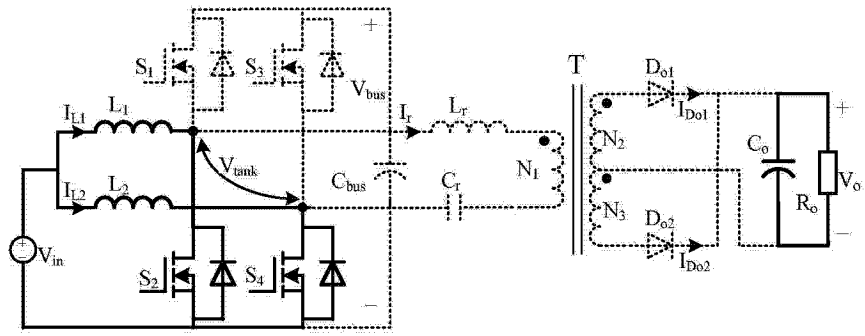 S1
S3
+
Vbus
IL1
L1
Ir
Lr
T
Do1
IDo1
+
Vtank
Cbus
N1
N2
Co
Vo
IL2
L2
Cr
N3
Do2
Ro
IDo2
−
Vin
S2
S4
−